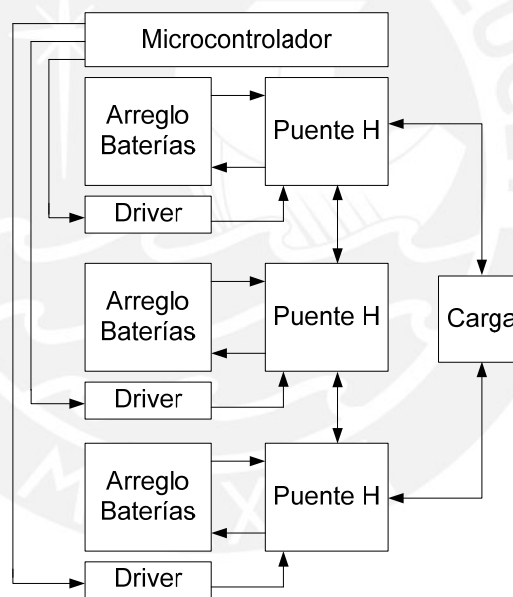 Microcontrolador
Arreglo
Baterías
Puente H
Driver
Arreglo
Baterías
Puente H
Carga
Driver
Arreglo
Baterías
Puente H
Driver